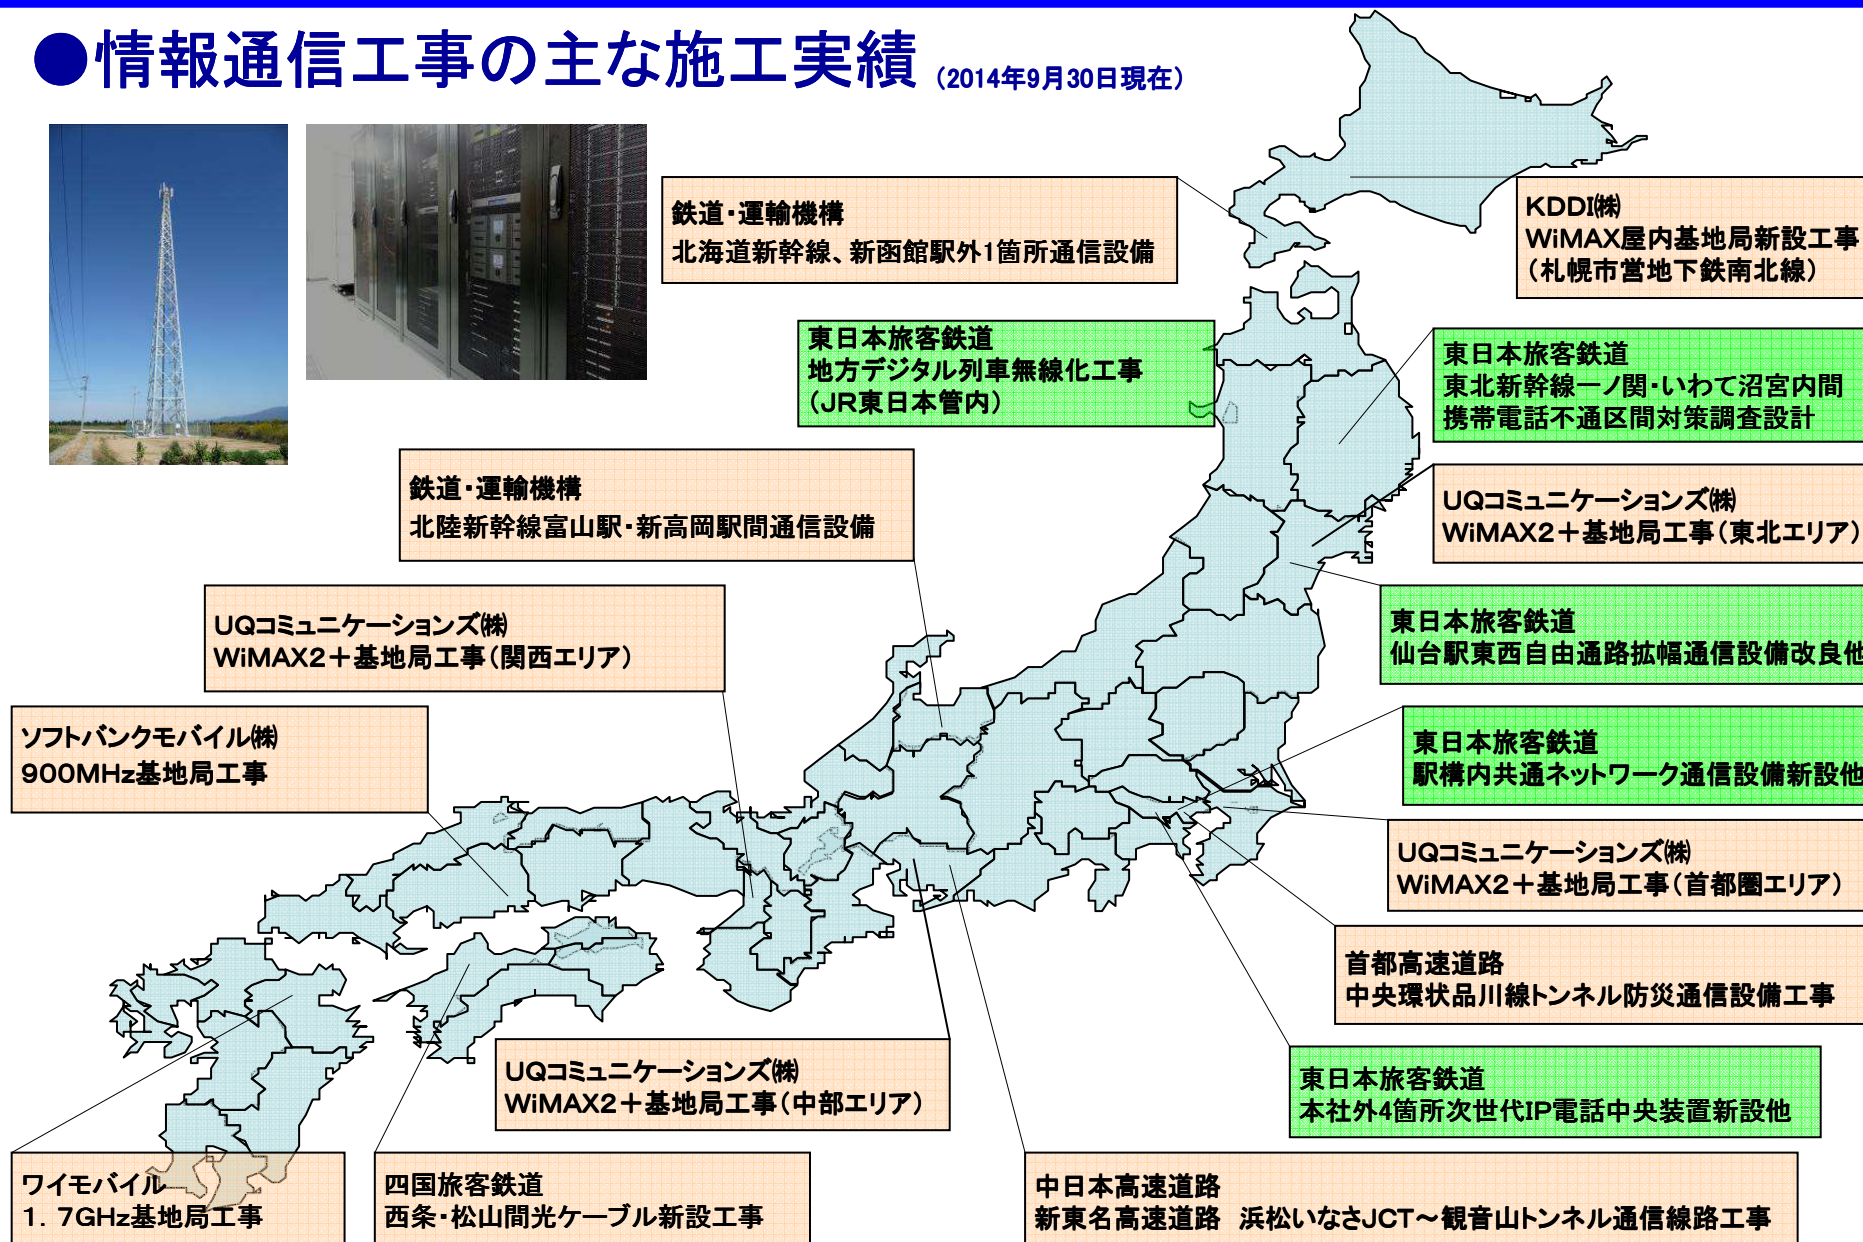 ●情報通信工事の主な施工実績（2014年9月30日現在）
鉄道・運輸機構
北海道新幹線、新函館駅外1箇所通信設備
KDDI㈱
WiMAX屋内基地局新設工事
（札幌市営地下鉄南北線）
東日本旅客鉄道
地方デジタル列車無線化工事
（JR東日本管内）
東日本旅客鉄道
東北新幹線一ノ関・いわて沼宮内間
携帯電話不通区間対策調査設計
鉄道・運輸機構
北陸新幹線富山駅・新高岡駅間通信設備
UQコミュニケーションズ㈱
WiMAX2＋基地局工事（東北エリア）
UQコミュニケーションズ㈱
WiMAX2＋基地局工事（関西エリア）
東日本旅客鉄道
仙台駅東西自由通路拡幅通信設備改良他
ソフトバンクモバイル㈱
900MHz基地局工事
東日本旅客鉄道
駅構内共通ネットワーク通信設備新設他
UQコミュニケーションズ㈱
WiMAX2＋基地局工事（首都圏エリア）
首都高速道路
中央環状品川線トンネル防災通信設備工事
UQコミュニケーションズ㈱
WiMAX2＋基地局工事（中部エリア）
東日本旅客鉄道
本社外4箇所次世代IP電話中央装置新設他
ワイモバイル
1．7GHz基地局工事
四国旅客鉄道
西条・松山間光ケーブル新設工事
中日本高速道路
新東名高速道路　浜松いなさJCT～観音山トンネル通信線路工事